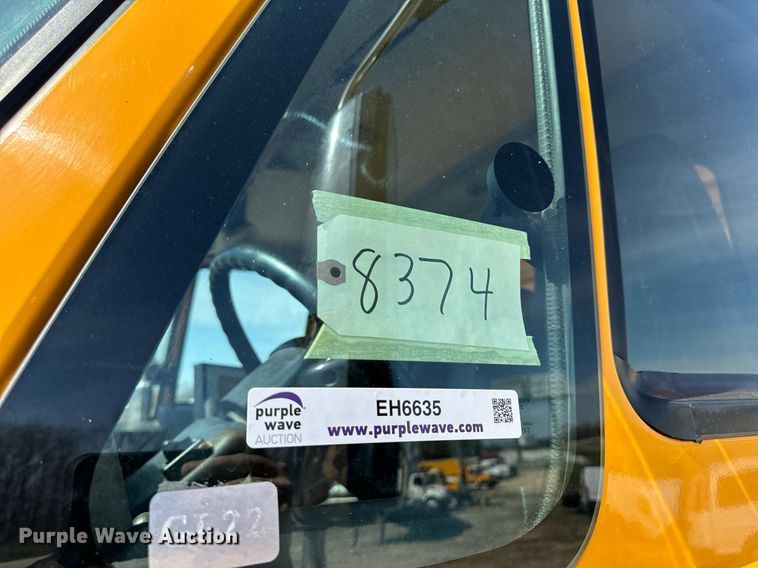 8374
purple
wave
AUCTION
EH6635
www.purplewave.com
Purple Wave Auction